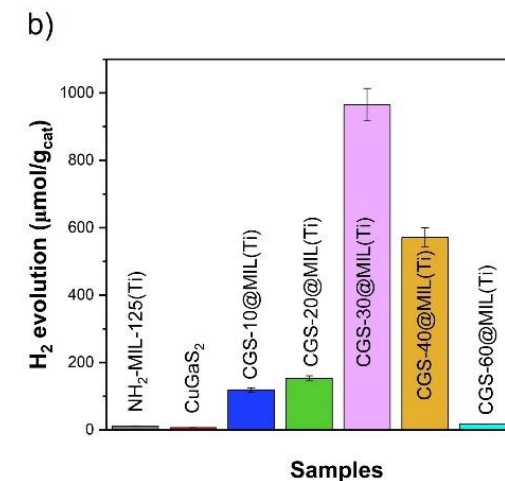 b)
H₂ evolution (μmol/g_cat)
1000
800
600
400
200
0
NH₂-MIL-125(Ti)
CuGaS₂
CGS-10@MIL(Ti)
CGS-20@MIL(Ti)
CGS-30@MIL(Ti)
CGS-40@MIL(Ti)
CGS-60@MIL(Ti)
Samples